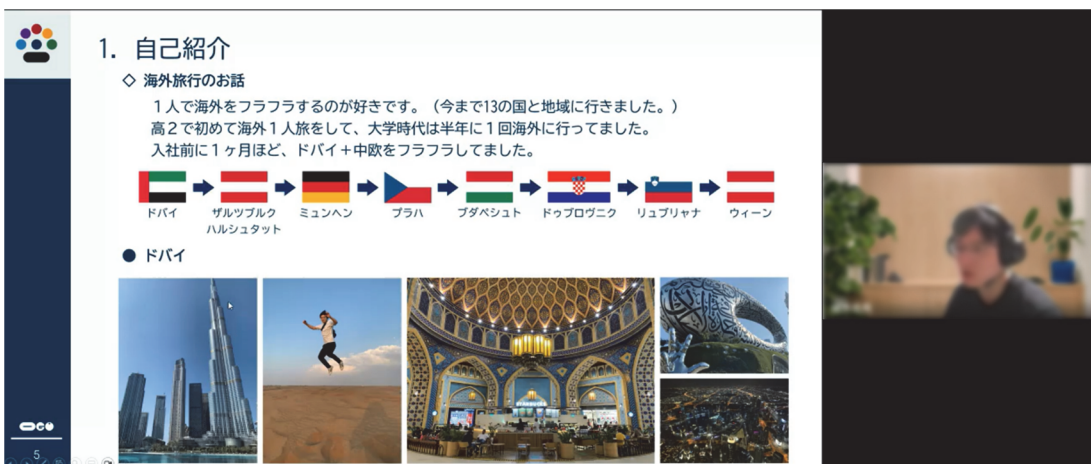 1. 自己紹介
◇ 海外旅行のお話
１人で海外をフラフラするのが好きです。（今まで13の国と地域に行きました。）
高２で初めて海外１人旅をして、大学時代は半年に１回海外に行ってました。
入社前に１ヶ月ほど、ドバイ＋中欧をフラフラしてました。
ドバイ
ザルツブルク
ハルシュタット
ミュンヘン
プラハ
ブダペシュト
ドゥブロヴニク
リュブリャナ
ウィーン
● ドバイ
5